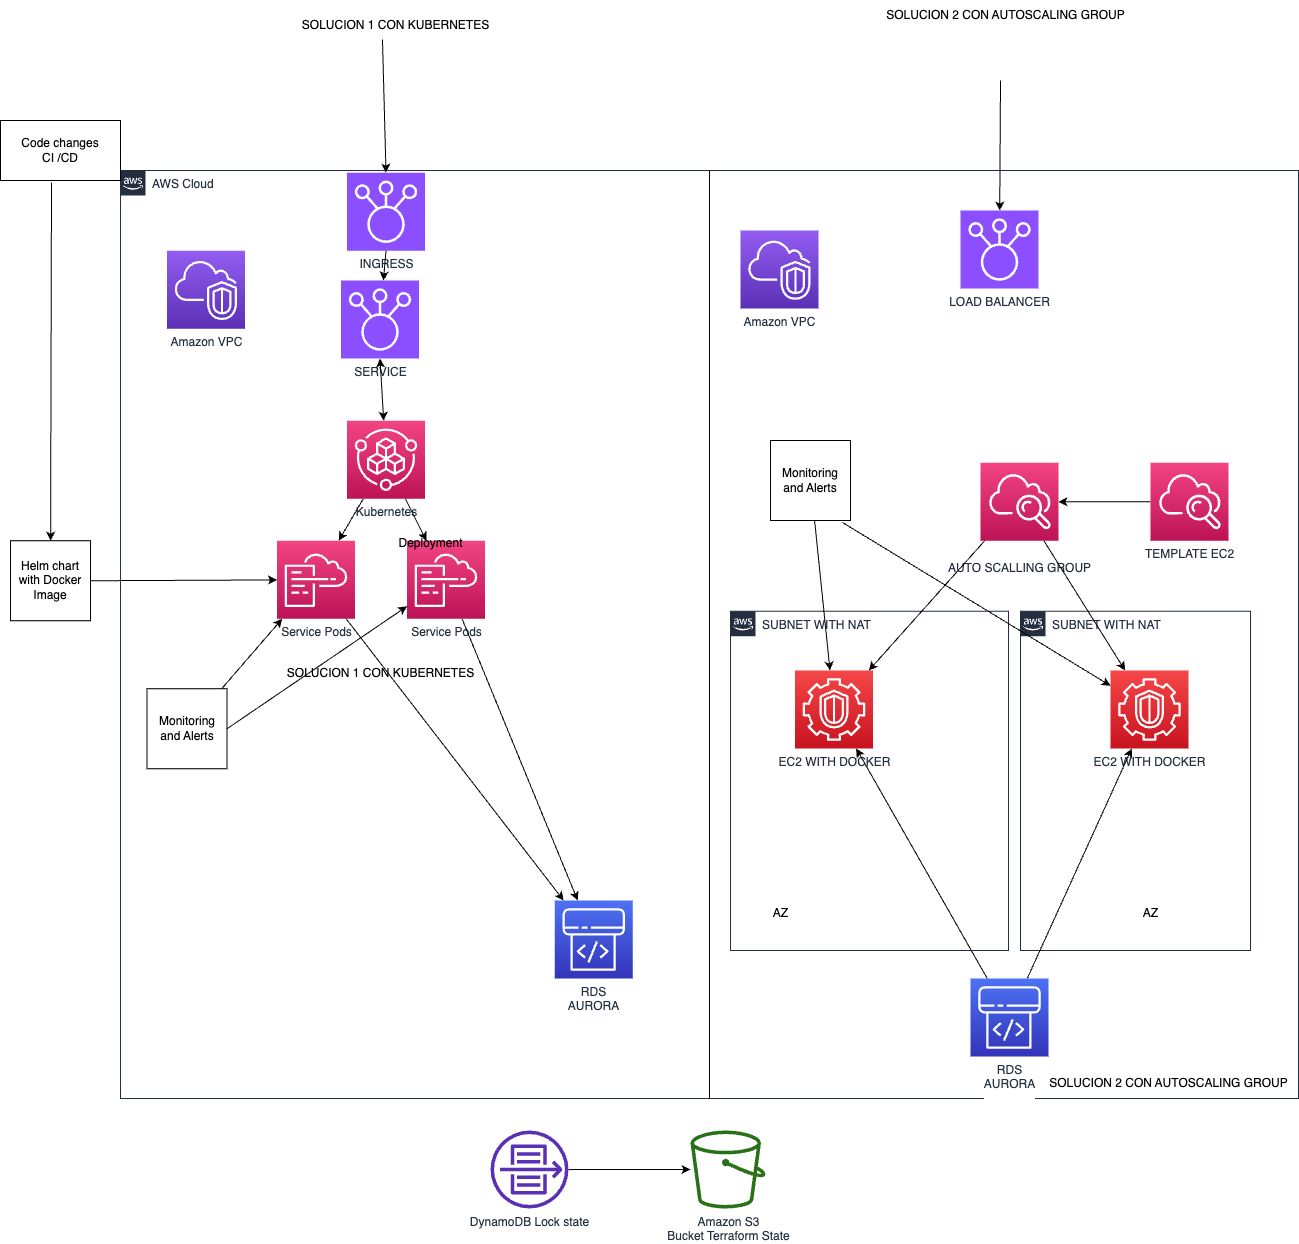 SOLUCION 1 CON KUBERNETES
SOLUCION 2 CON AUTOSCALING GROUP
Code changes
CI /CD
aws
AWS Cloud
INGRESS
Amazon VPC
SERVICE
Kubernetes
Deployment
Helm chart
with Docker
Image
Service Pods
Service Pods
SOLUCION 1 CON KUBERNETES
Monitoring
and Alerts
RDS
AURORA
Amazon VPC
LOAD BALANCER
Monitoring
and Alerts
AUTO SCALLING GROUP
TEMPLATE EC2
aws
SUBNET WITH NAT
aws
SUBNET WITH NAT
EC2 WITH DOCKER
EC2 WITH DOCKER
AZ
AZ
RDS
AURORA
SOLUCION 2 CON AUTOSCALING GROUP
DynamoDB Lock state
Amazon S3
Bucket Terraform State